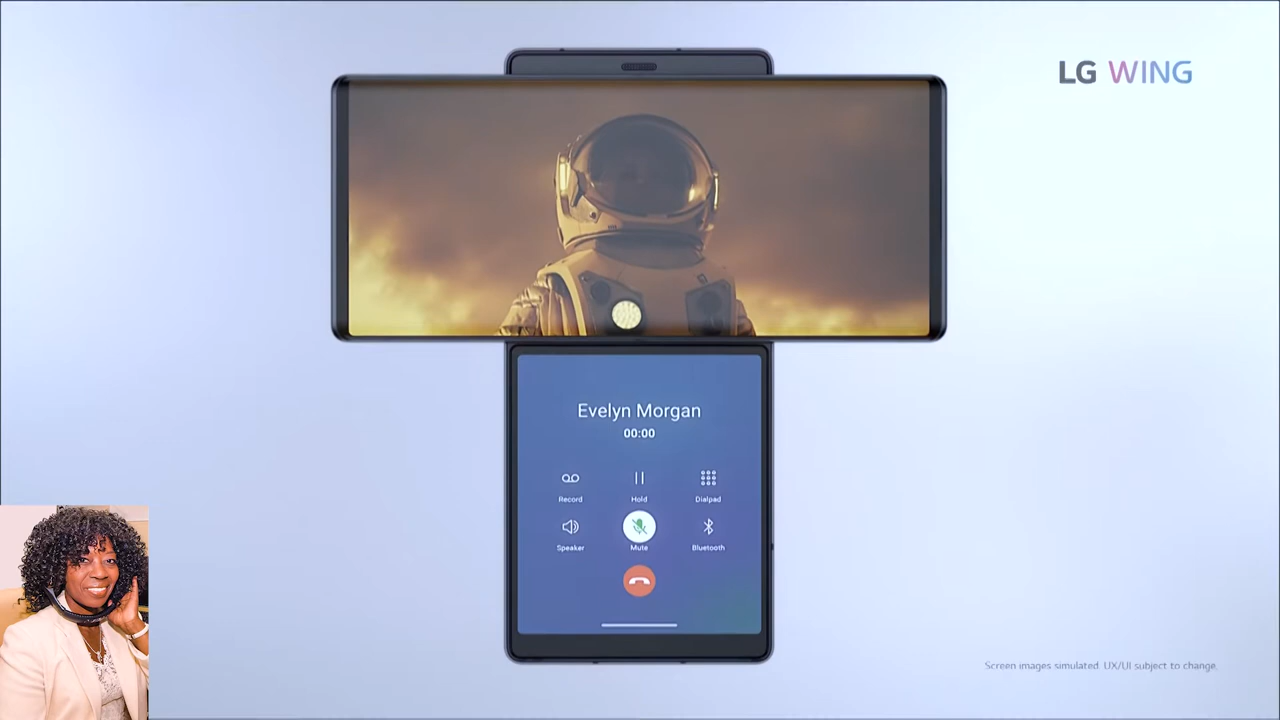 LG WING
Evelyn Morgan
00:00
Record
Hold
Dialpad
Speaker
Mute
Bluetooth
Screen images simulated. UX/UI subject to change.